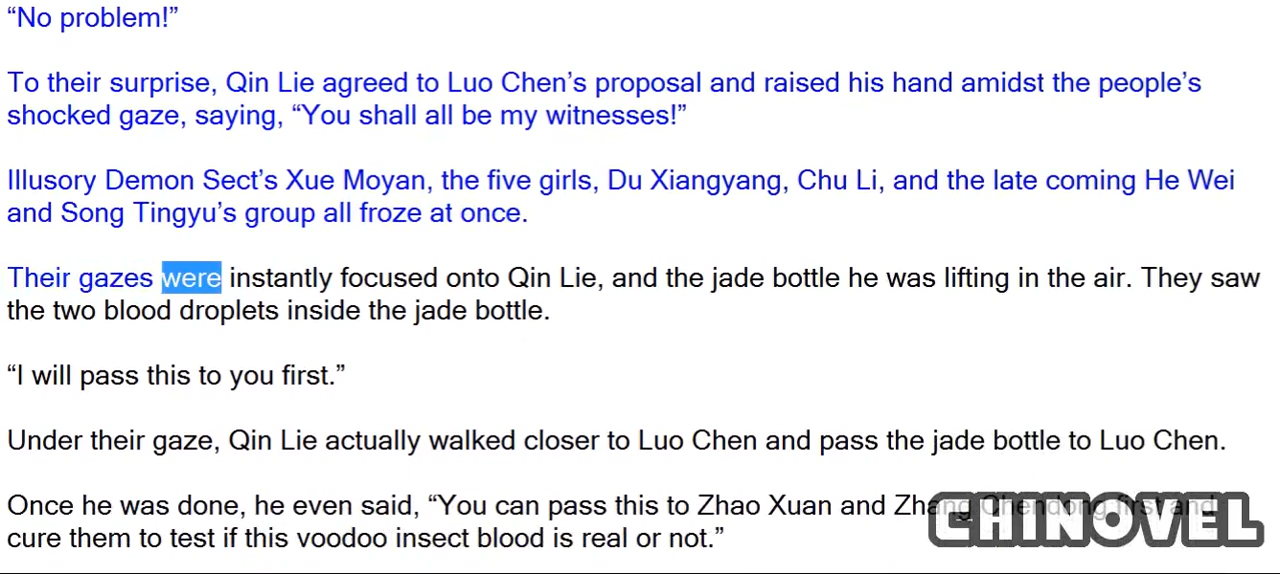 “No problem!”
To their surprise, Qin Lie agreed to Luo Chen’s proposal and raised his hand amidst the people’s
shocked gaze, saying, “You shall all be my witnesses!”
Illusory Demon Sect’s Xue Moyan, the five girls, Du Xiangyang, Chu Li, and the late coming He Wei
and Song Tingyu’s group all froze at once.
Their gazes were instantly focused onto Qin Lie, and the jade bottle he was lifting in the air. They saw
the two blood droplets inside the jade bottle.
“I will pass this to you first.”
Under their gaze, Qin Lie actually walked closer to Luo Chen and pass the jade bottle to Luo Chen.
Once he was done, he even said, “You can pass this to Zhao Xuan and Zhang Chendong first and
cure them to test if this voodoo insect blood is real or not.”
CHINOVEL